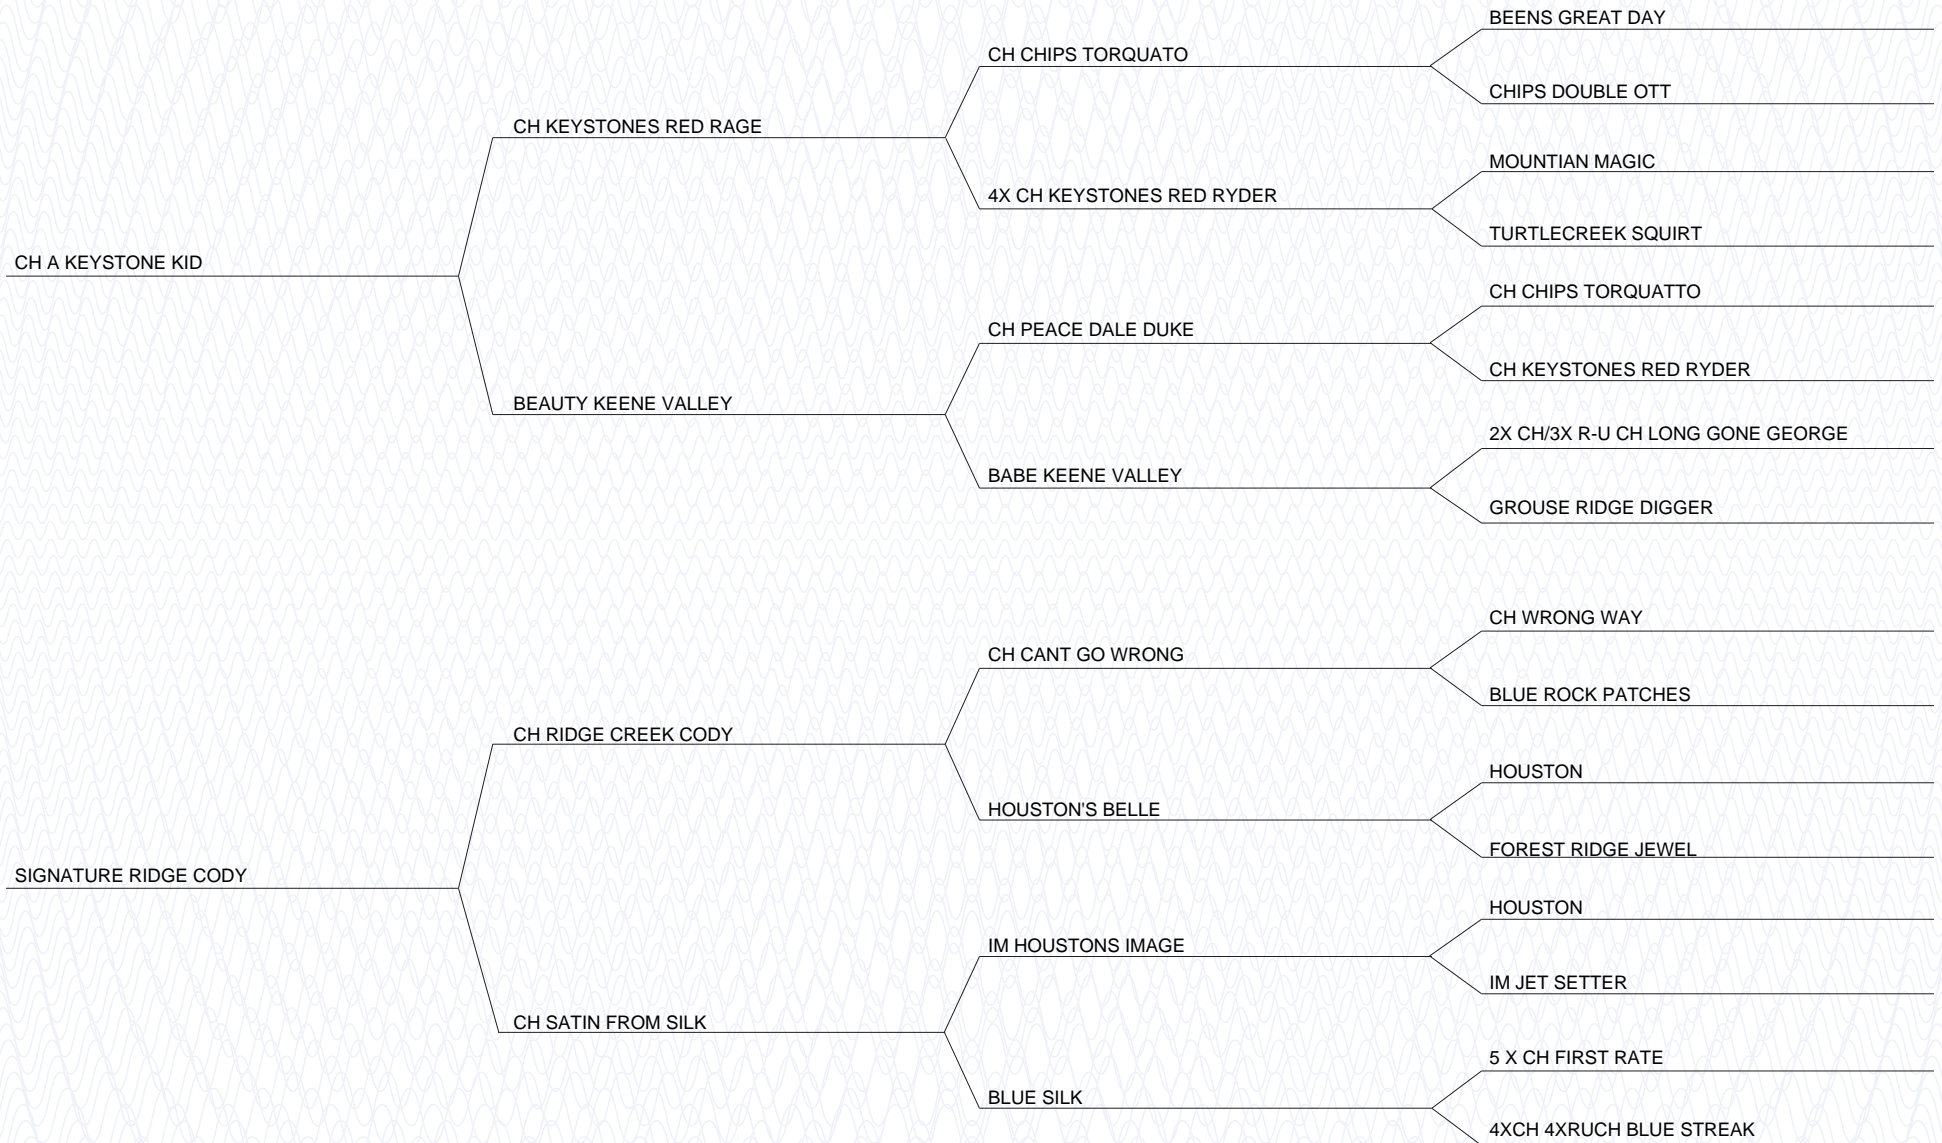 BEENS GREAT DAY
CH CHIPS TORQUATO
CHIPS DOUBLE OTT
CH KEYSTONES RED RAGE
MOUNTIAN MAGIC
4X CH KEYSTONES RED RYDER
TURTLECREEK SQUIRT
CH A KEYSTONE KID
CH CHIPS TORQUATTO
CH PEACE DALE DUKE
CH KEYSTONES RED RYDER
BEAUTY KEENE VALLEY
2X CH/3X R-U CH LONG GONE GEORGE
BABE KEENE VALLEY
GROUSE RIDGE DIGGER
CH WRONG WAY
CH CANT GO WRONG
BLUE ROCK PATCHES
CH RIDGE CREEK CODY
HOUSTON
HOUSTON'S BELLE
FOREST RIDGE JEWEL
SIGNATURE RIDGE CODY
HOUSTON
IM HOUSTONS IMAGE
IM JET SETTER
CH SATIN FROM SILK
5 X CH FIRST RATE
BLUE SILK
4XCH 4XRUCH BLUE STREAK